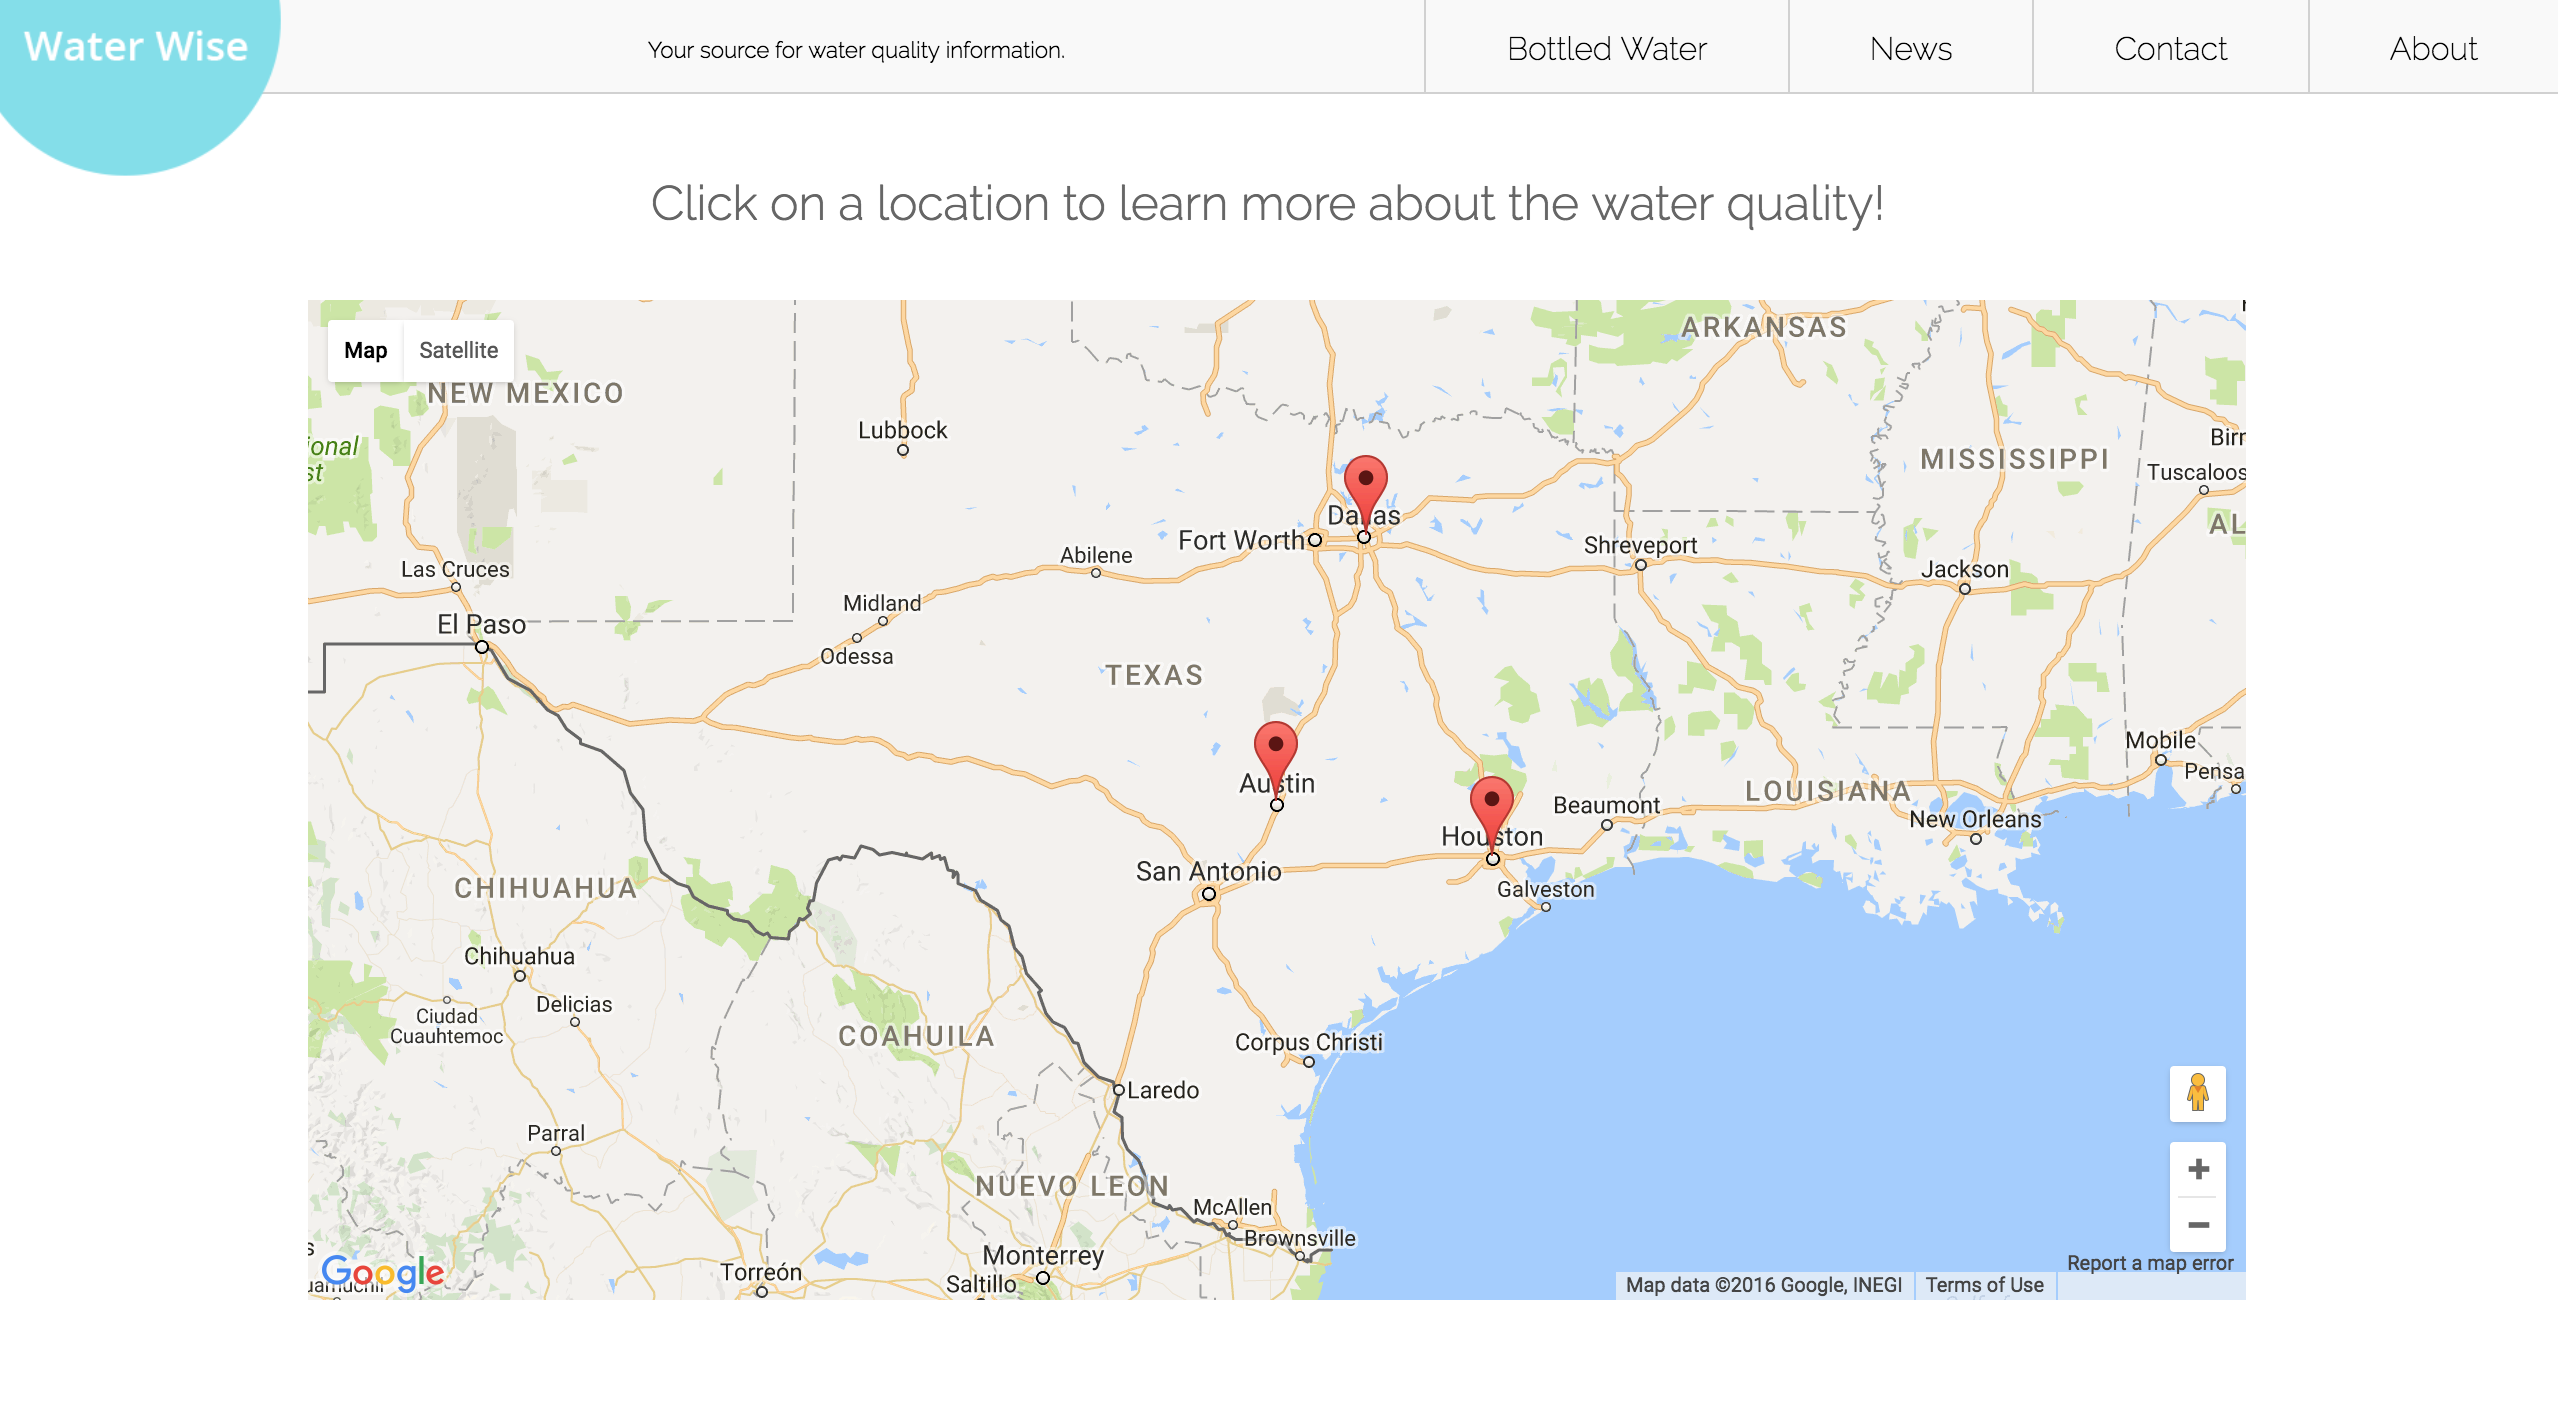 Water Wise
Your source for water quality information.
Bottled Water
News
Contact
About
Click on a location to learn more about the water quality!
Map
Satellite
ARKANSAS
NEW MEXICO
Lubbock
ional
st
MISSISSIPPI
Birr
Tuscaloos
AL
Dallas
Fort Worth
Shreveport
Abilene
Jackson
Las Cruces
Midland
El Paso
Odessa
TEXAS
Mobile
Pensa
Austin
LOUISIANA
Beaumont
New Orleans
Houston
San Antonio
Galveston
CHIHUAHUA
Chihuahua
Delicias
Ciudad
Cuauhtemoc
COAHUILA
Corpus Christi
Laredo
Parral
NUEVO LEON
McAllen
Brownsville
Monterrey
Torreón
Saltillo
Google
Report a map error
Map data ©2016 Google, INEGI
Terms of Use